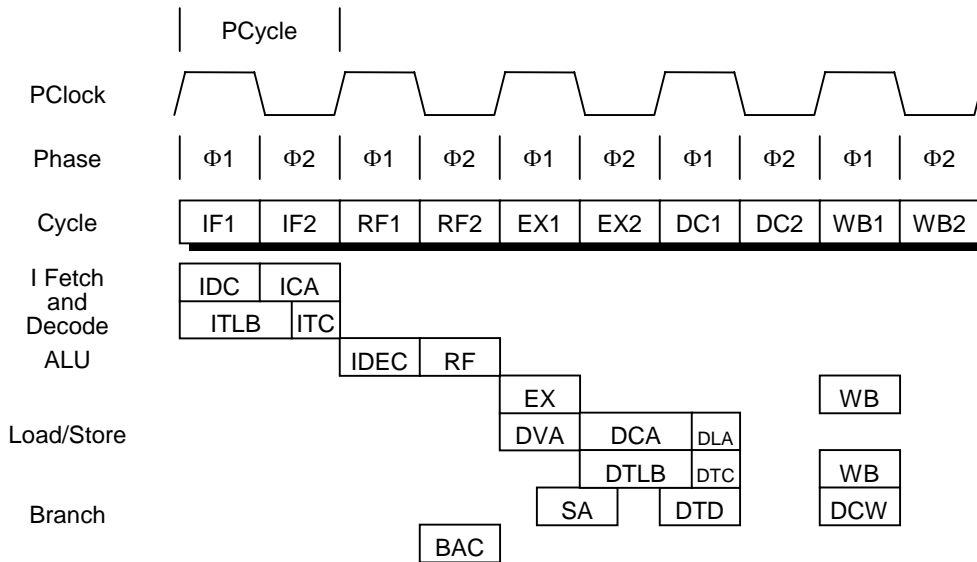 PCycle
PClock
Phase Φ1 Φ2 Φ1 Φ2 Φ1 Φ2 Φ1 Φ2 Φ1 Φ2
Cycle IF1 IF2 RF1 RF2 EX1 EX2 DC1 DC2 WB1 WB2
I Fetch
and
Decode
IDC ICA
ITLB ITC
ALU
IDEC RF
EX WB
Load/Store
DVA DCA DLA
DTLB DTC WB
Branch
SA DTD DCW
BAC